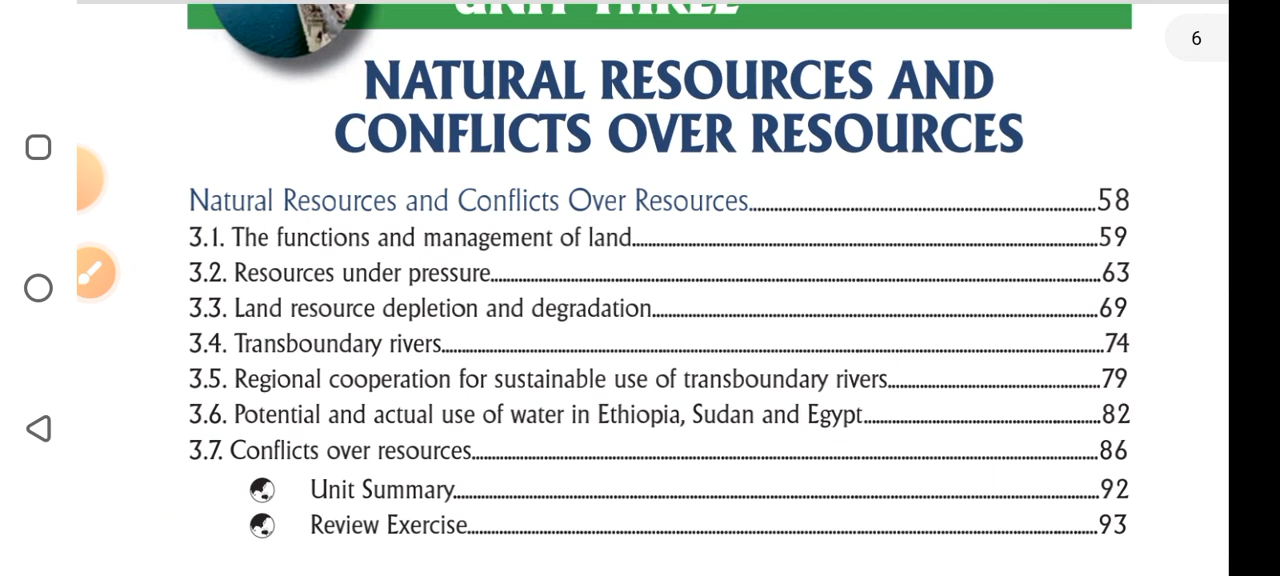 UNIT THREE
6
NATURAL RESOURCES AND
CONFLICTS OVER RESOURCES
Natural Resources and Conflicts Over Resources....................58
3.1. The functions and management of land....................59
3.2. Resources under pressure....................63
3.3. Land resource depletion and degradation....................69
3.4. Transboundary rivers....................74
3.5. Regional cooperation for sustainable use of transboundary rivers....................79
3.6. Potential and actual use of water in Ethiopia, Sudan and Egypt....................82
3.7. Conflicts over resources....................86
Unit Summary....................92
Review Exercise....................93